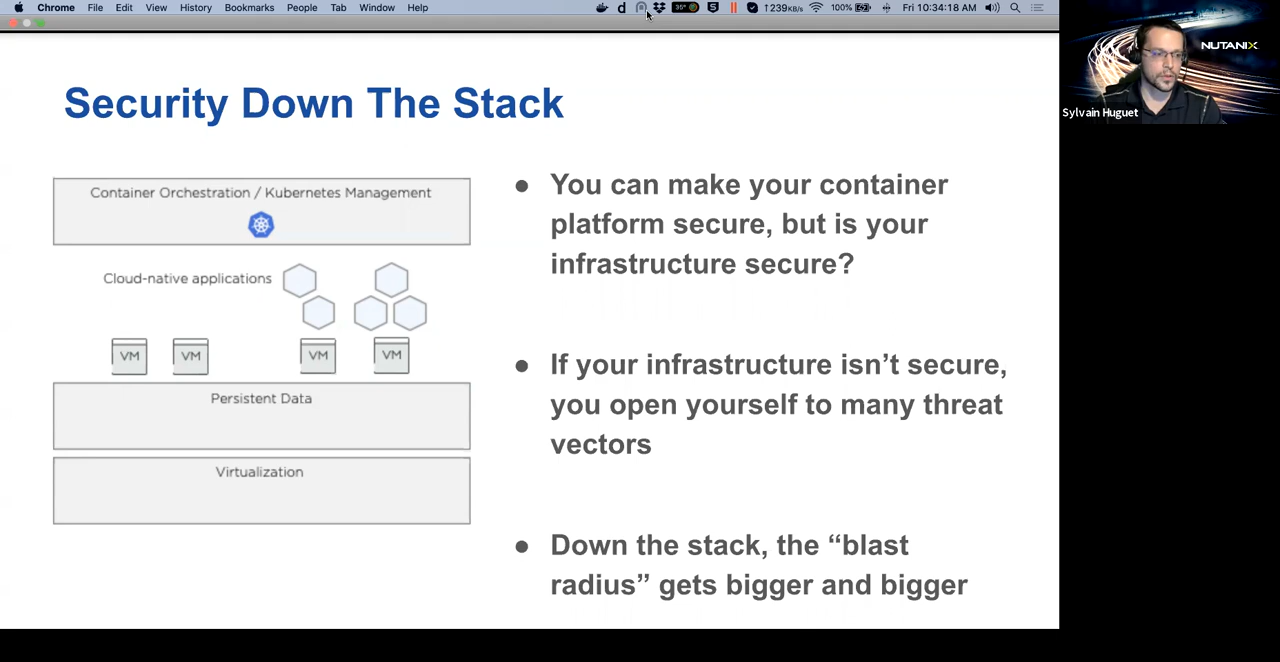 Chrome File Edit View History Bookmarks People Tab Window Help
d 35° 5 ↑239KB/s 100% Fri 10:34:18 AM
NUTANIX
Sylvain Huguet
Security Down The Stack
Container Orchestration / Kubernetes Management
Cloud-native applications
VM VM VM VM
Persistent Data
Virtualization
● You can make your container
platform secure, but is your
infrastructure secure?
● If your infrastructure isn’t secure,
you open yourself to many threat
vectors
● Down the stack, the “blast
radius” gets bigger and bigger